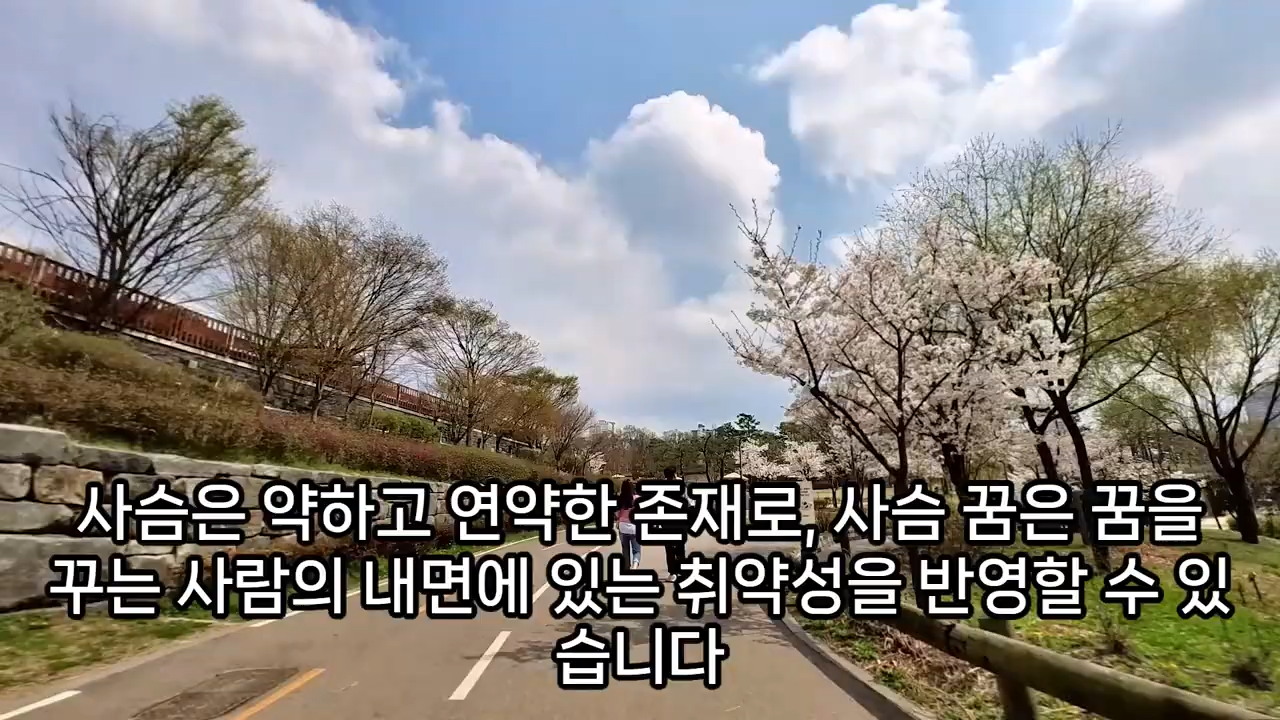 사슴은 약하고 연약한 존재로, 사슴 꿈은 꿈을
꾸는 사람의 내면에 있는 취약성을 반영할 수 있
습니다